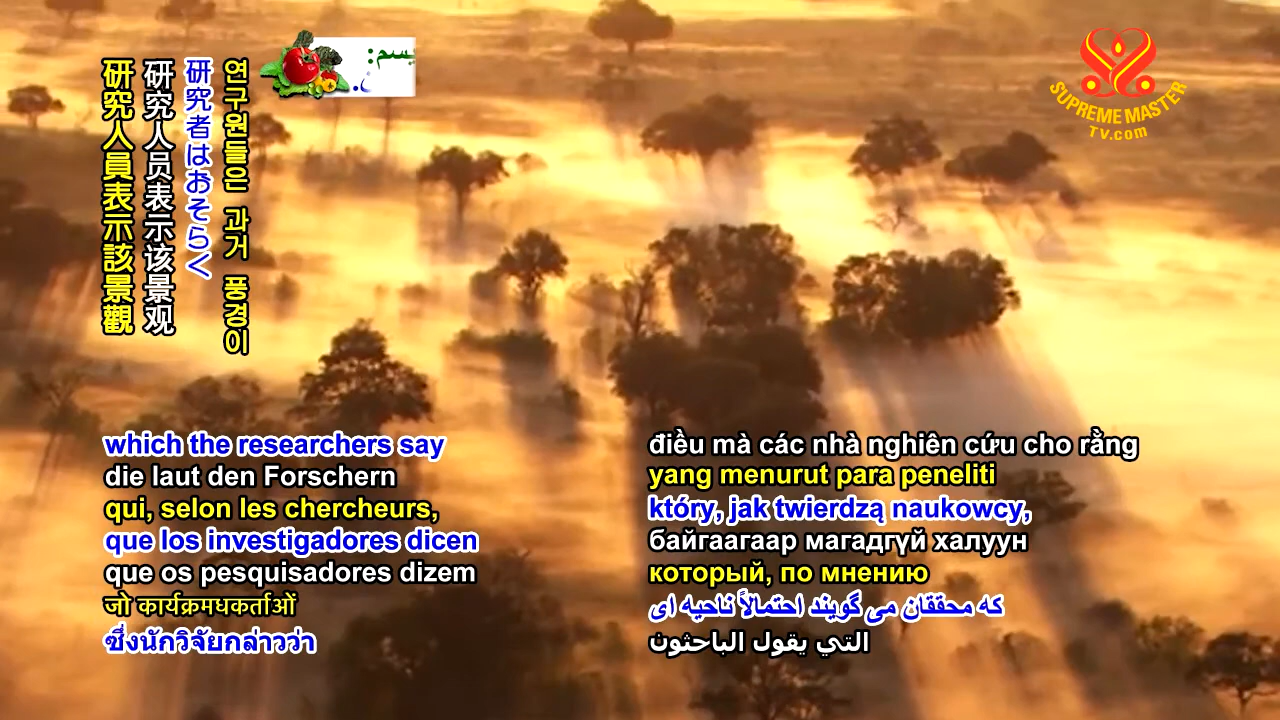 研究人員表示該景觀
研究人员表示该景观
研究者はおそらく
연구원들은 과거 풍경이
SUPREME MASTER
TV.com
which the researchers say
die laut den Forschern
qui, selon les chercheurs,
que los investigadores dicen
que os pesquisadores dizem
जो कार्यक्रमधकर्ताओं
ซึ่งนักวิจัยกล่าวว่า
điều mà các nhà nghiên cứu cho rằng
yang menurut para peneliti
który, jak twierdzą naukowcy,
байгаагаар магадгүй халуун
который, по мнению
که محققان می گویند احتمالاً ناحیه ای
التي يقول الباحثون